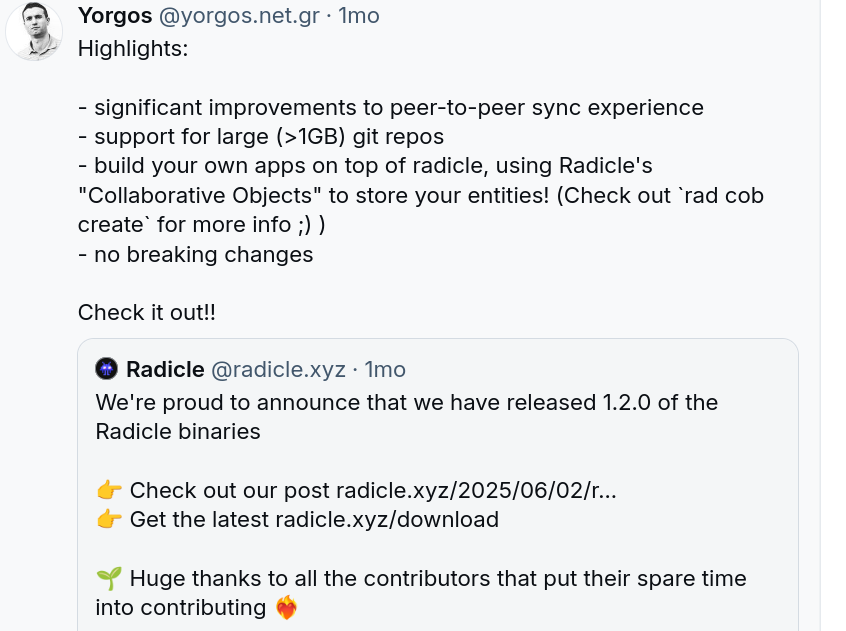 Yorgos @yorgos.net.gr · 1mo
Highlights:
- significant improvements to peer-to-peer sync experience
- support for large (>1GB) git repos
- build your own apps on top of radicle, using Radicle's
"Collaborative Objects" to store your entities! (Check out `rad cob
create` for more info ;) )
- no breaking changes
Check it out!!
Radicle @radicle.xyz · 1mo
We're proud to announce that we have released 1.2.0 of the
Radicle binaries
👉 Check out our post radicle.xyz/2025/06/02/r...
👉 Get the latest radicle.xyz/download
🌱 Huge thanks to all the contributors that put their spare time
into contributing ❤️‍🔥